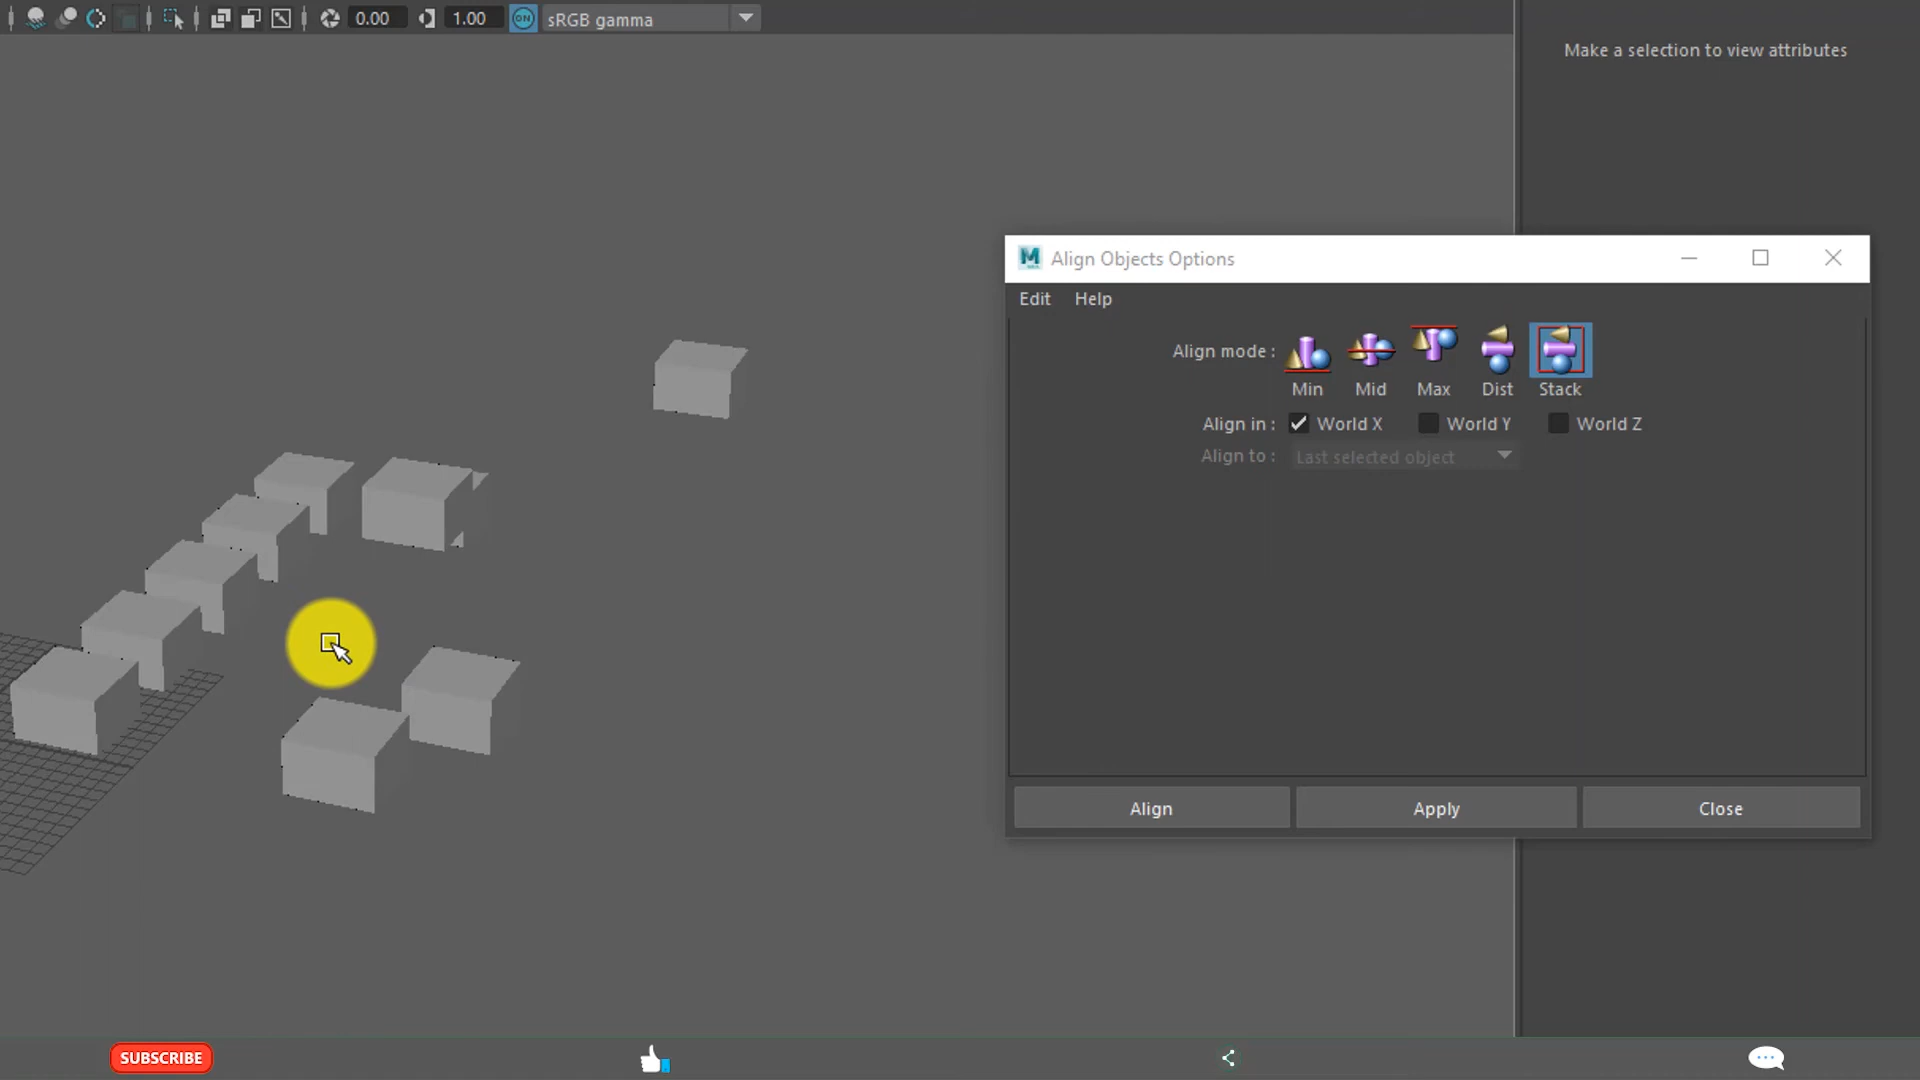 0.00 1.00 ON sRGB gamma
Make a selection to view attributes
M Align Objects Options
Edit Help
Align mode :
Min Mid Max Dist Stack
Align in : World X World Y World Z
Align to : Last selected object
Align Apply Close
SUBSCRIBE